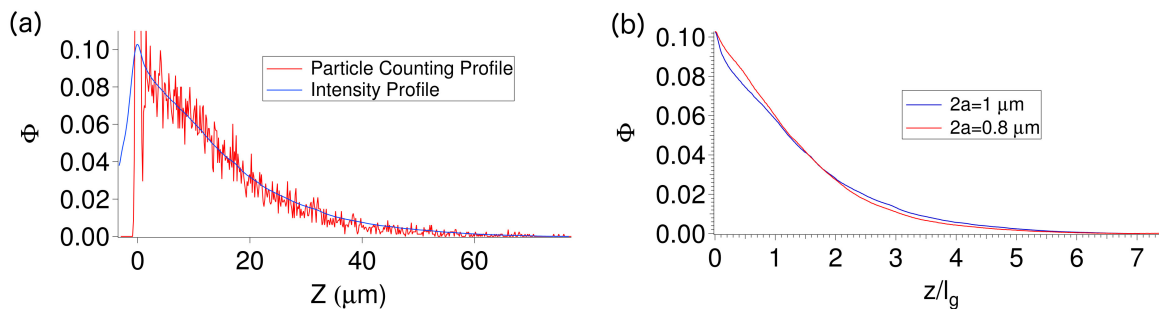 (a)
0.10
0.08
0.06
0.04
0.02
0.00
Φ
Particle Counting Profile
Intensity Profile
0
20
40
60
Z (μm)
(b)
0.10
0.08
0.06
0.04
0.02
0.00
Φ
2a=1 μm
2a=0.8 μm
0
1
2
3
4
5
6
7
z/lg